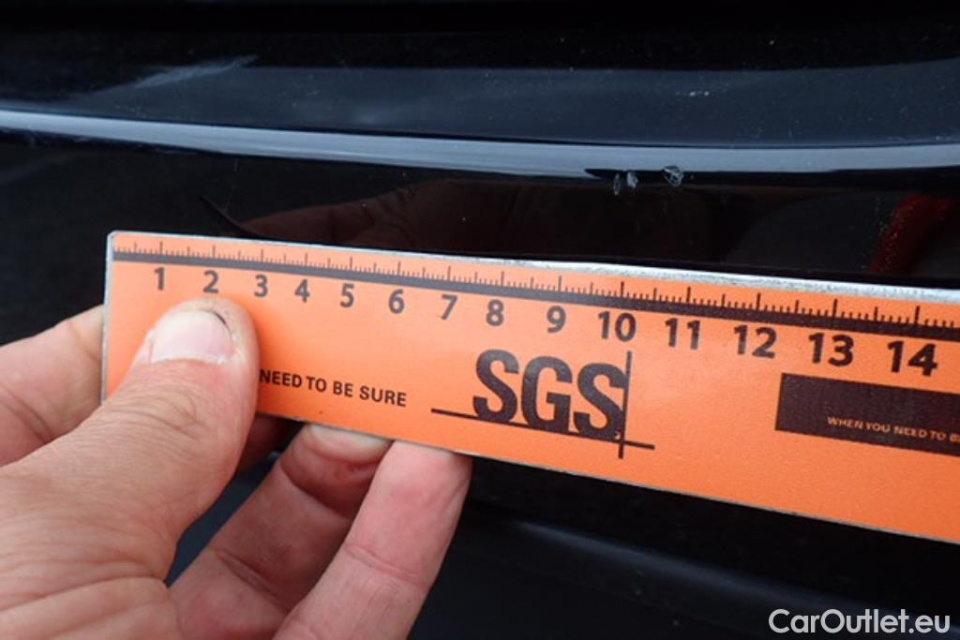 1 2 3 4 5 6 7 8 9 10 11 12 13 14
NEED TO BE SURE
SGS
WHEN YOU NEED TO
CarOutlet.eu